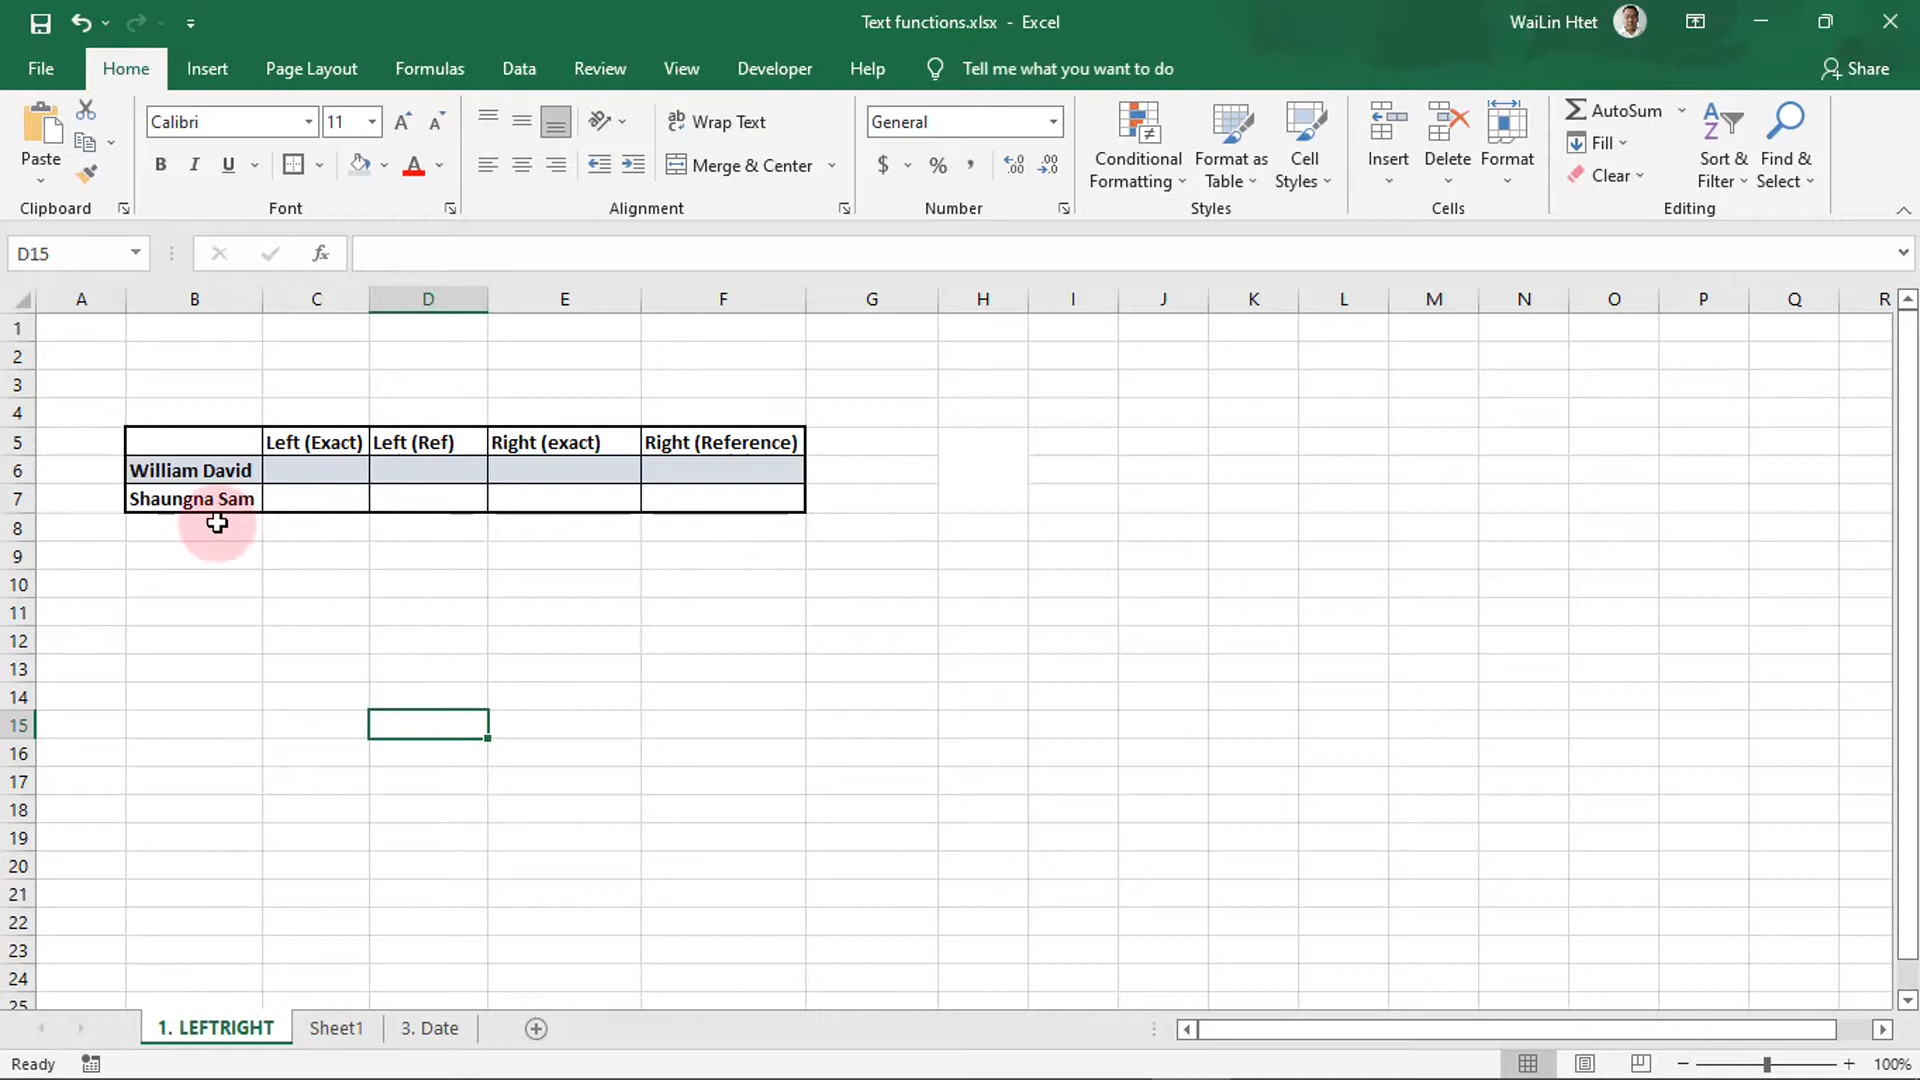 Text functions.xlsx - Excel
WaiLin Htet
File Home Insert Page Layout Formulas Data Review View Developer Help Tell me what you want to do Share
Paste
Clipboard
Calibri 11
B I U A
Font
ab Wrap Text
Merge & Center
Alignment
General
$ % ,
Number
Conditional Formatting
Format as Table
Cell Styles
Styles
Insert Delete Format
Cells
AutoSum
Fill
Clear
Sort & Filter
Find & Select
Editing
D15 fx
A B C D E F G H I J K L M N O P Q R
1
2
3
4
5 Left (Exact) Left (Ref) Right (exact) Right (Reference)
6 William David
7 Shaungna Sam
8
9
10
11
12
13
14
15
16
17
18
19
20
21
22
23
24
25
1. LEFTRIGHT Sheet1 3. Date
Ready 100%